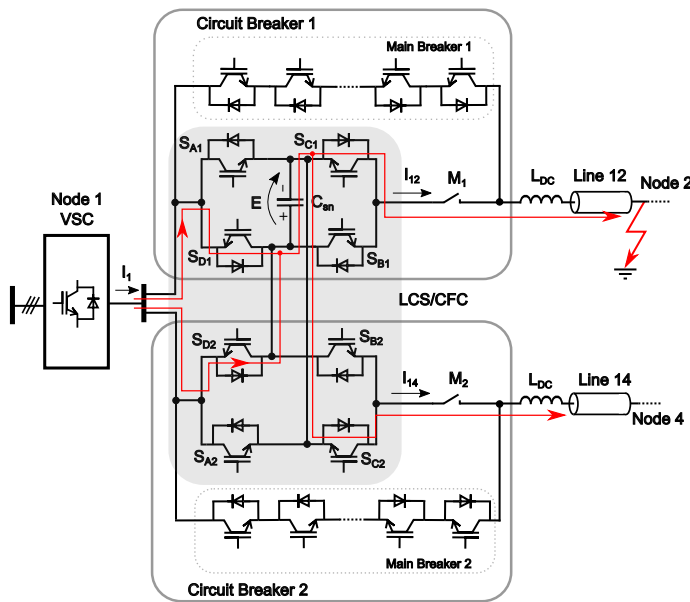 Circuit Breaker 1
Main Breaker 1
SA1
SC1
Node 1
VSC
E
-
+
Csn
I12
M1
LDC
Line 12
Node 2
I1
SD1
SB1
LCS/CFC
SD2
SB2
I14
M2
LDC
Line 14
Node 4
SA2
SC2
Main Breaker 2
Circuit Breaker 2